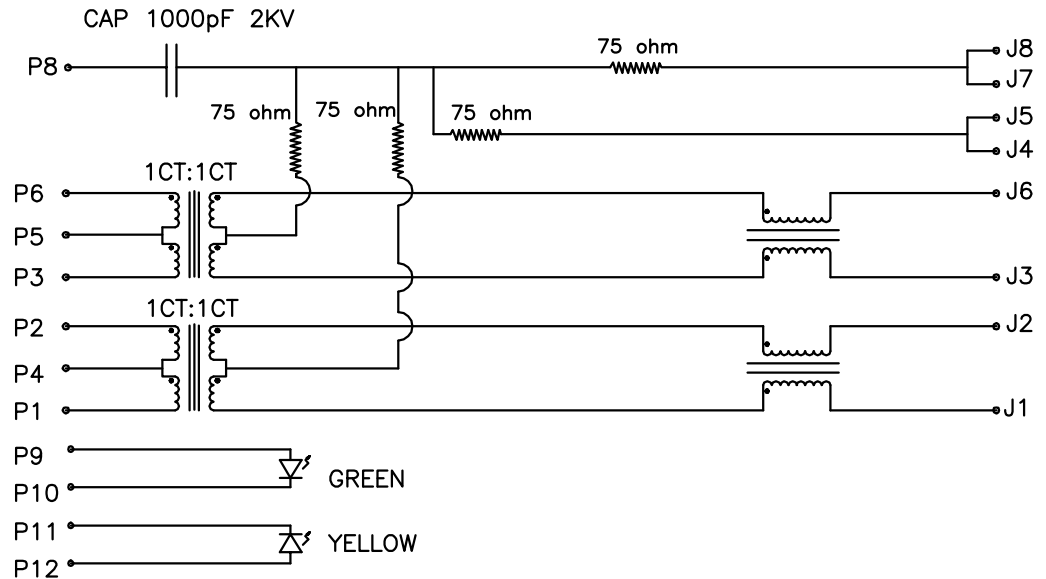 CAP 1000pF 2KV
P8
75 ohm
J8
J7
75 ohm
75 ohm
75 ohm
J5
J4
1CT:1CT
P6
J6
P5
P3
J3
1CT:1CT
P2
J2
P4
P1
J1
P9
GREEN
P10
P11
YELLOW
P12